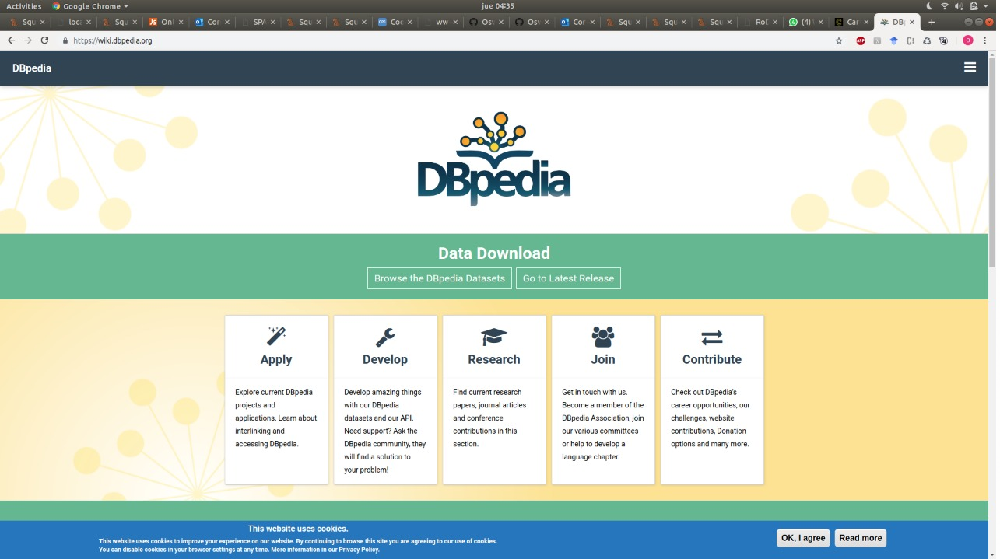 Activities Google Chrome jue 04:35
Squ loca Squ Onl Cor SPA Squ Squ Squ Coc ww Osv Osv Cor Squ Squ Squ RoD (4) Car DBp
https://wiki.dbpedia.org
DBpedia
DBpedia
Data Download
Browse the DBpedia Datasets Go to Latest Release
Apply
Explore current DBpedia
projects and
applications. Learn about
interlinking and
accessing DBpedia.
Develop
Develop amazing things
with our DBpedia
datasets and our API.
Need support? Ask the
DBpedia community, they
will find a solution to
your problem!
Research
Find current research
papers, journal articles
and conference
contributions in this
section.
Join
Get in touch with us.
Become a member of the
DBpedia Association, join
our various committees
or help to develop a
language chapter.
Contribute
Check out DBpedia's
career opportunities, our
challenges, website
contributions, Donation
options and many more.
This website uses cookies.
This website uses cookies to improve your experience on our website. By continuing to browse this site you are agreeing to our use of cookies.
You can disable cookies in your browser settings at any time. More information in our Privacy Policy.
OK, I agree Read more